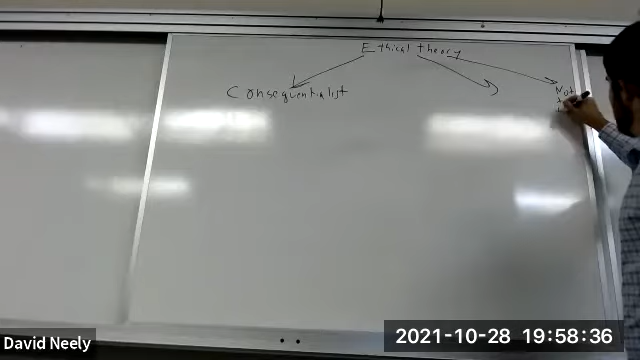 Ethical theory
Consequentialist
Not
David Neely
2021-10-28 19:58:36